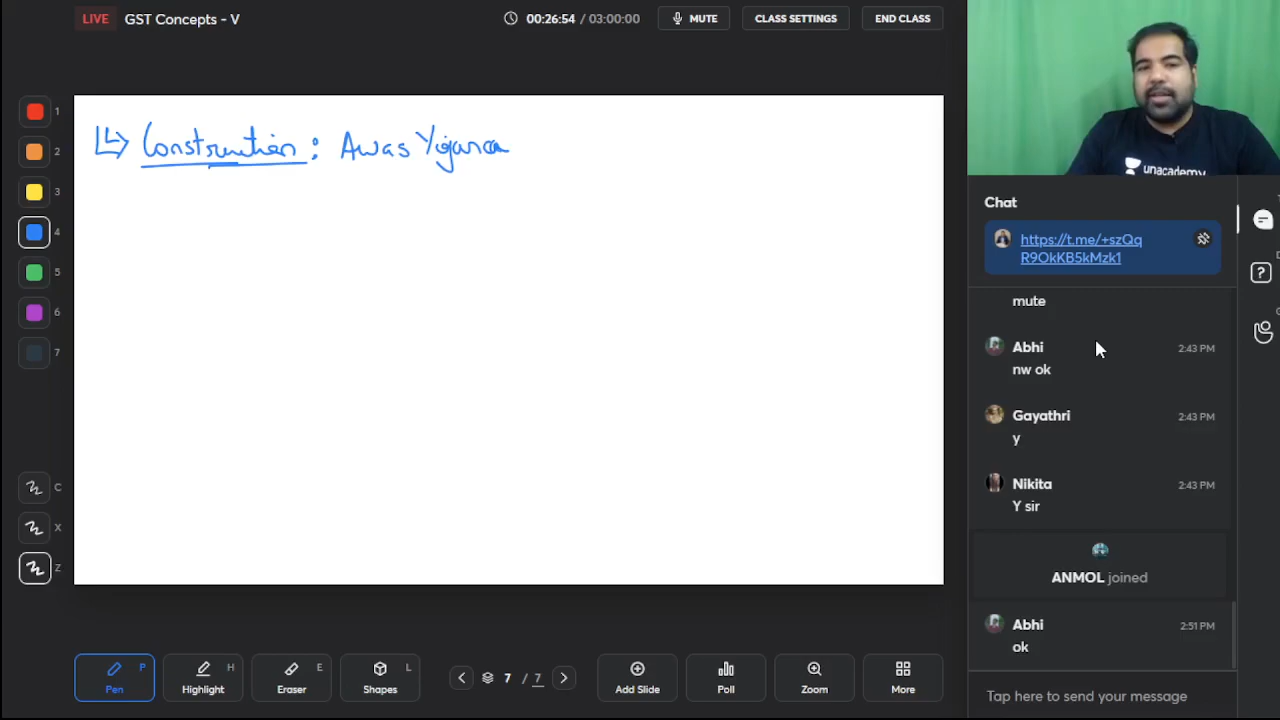 LIVE GST Concepts - V 00:26:54 / 03:00:00 MUTE CLASS SETTINGS END CLASS
1
2
3
4
5
6
7
C
X
Z
Construction : Awas Yojana
unacademy
Chat
https://t.me/+szQq
R9OkKB5kMzk1
mute
Abhi 2:43 PM
nw ok
Gayathri 2:43 PM
y
Nikita 2:43 PM
Y sir
ANMOL joined
Abhi 2:51 PM
ok
Tap here to send your message
Pen P
Highlight H
Eraser E
Shapes L
7 / 7
Add Slide
Poll
Zoom
More